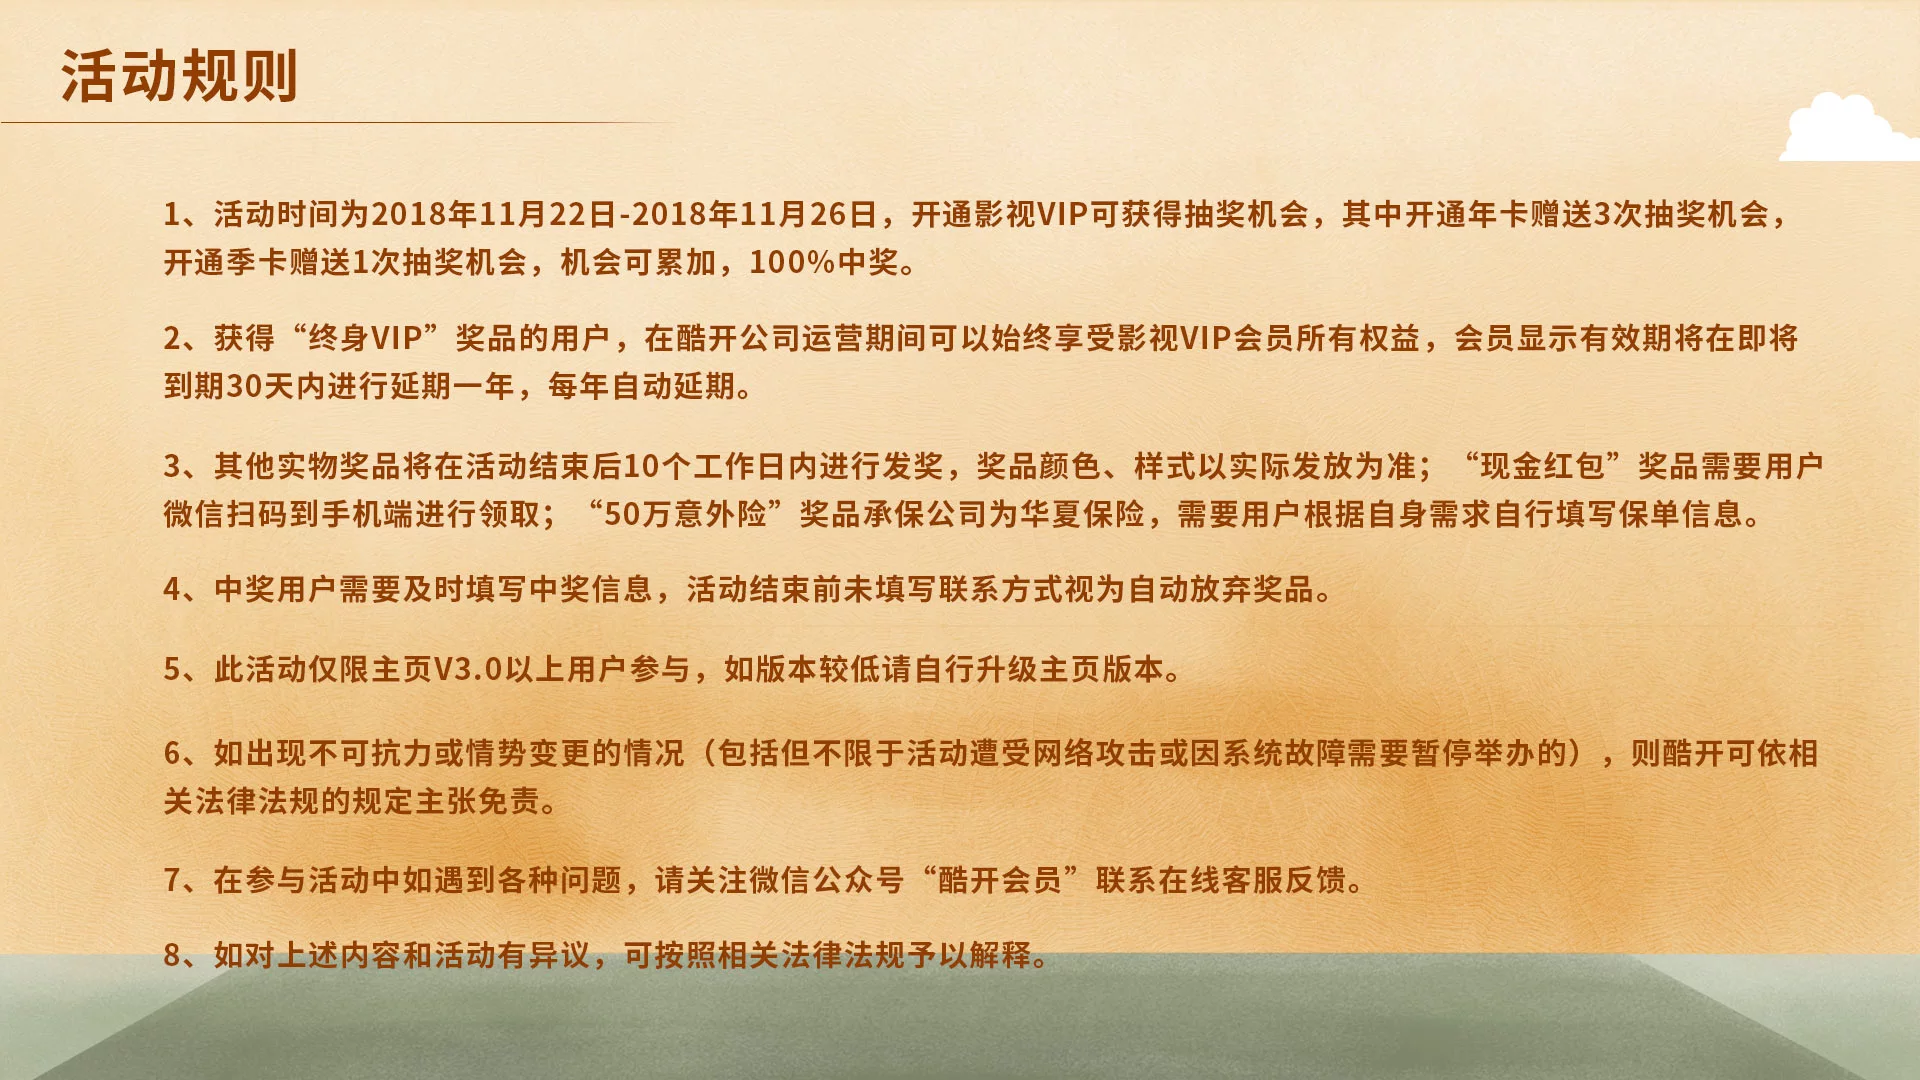 活动规则
1、活动时间为2018年11月22日-2018年11月26日，开通影视VIP可获得抽奖机会，其中开通年卡赠送3次抽奖机会，
开通季卡赠送1次抽奖机会，机会可累加，100%中奖。
2、获得“终身VIP”奖品的用户，在酷开公司运营期间可以始终享受影视VIP会员所有权益，会员显示有效期将在即将
到期30天内进行延期一年，每年自动延期。
3、其他实物奖品将在活动结束后10个工作日内进行发奖，奖品颜色、样式以实际发放为准；“现金红包”奖品需要用户
微信扫码到手机端进行领取；“50万意外险”奖品承保公司为华夏保险，需要用户根据自身需求自行填写保单信息。
4、中奖用户需要及时填写中奖信息，活动结束前未填写联系方式视为自动放弃奖品。
5、此活动仅限主页V3.0以上用户参与，如版本较低请自行升级主页版本。
6、如出现不可抗力或情势变更的情况（包括但不限于活动遭受网络攻击或因系统故障需要暂停举办的），则酷开可依相
关法律法规的规定主张免责。
7、在参与活动中如遇到各种问题，请关注微信公众号“酷开会员”联系在线客服反馈。
8、如对上述内容和活动有异议，可按照相关法律法规予以解释。